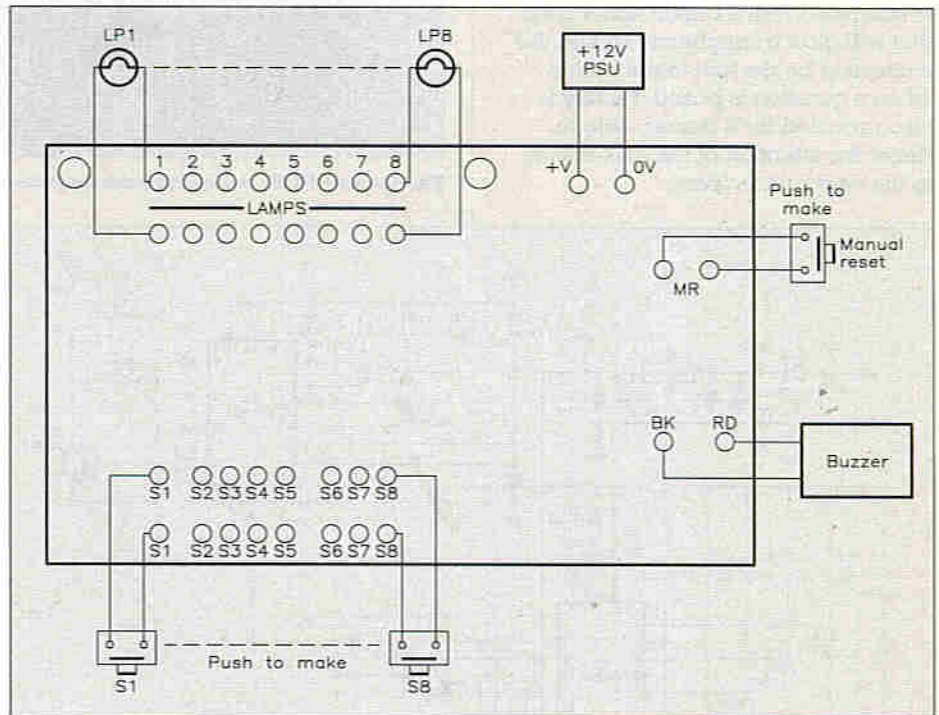 LP1 LP8
+12V
PSU
1 2 3 4 5 6 7 8
LAMPS
+V 0V
Push to
make
Manual
reset
MR
BK RD
Buzzer
S1 S2 S3 S4 S5 S6 S7 S8
S1 S2 S3 S4 S5 S6 S7 S8
Push to make
S1 S8